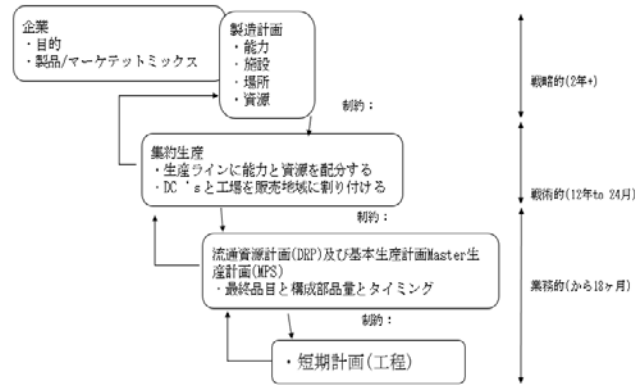 企業
・目的
・製品/マーケテットミックス
製造計画
・能力
・施設
・場所
・資源
制約：
戦略的(2年+)
集約生産
・生産ラインに能力と資源を配分する
・DC's と工場を販売地域に割り付ける
制約：
戦術的(12年to 24月)
流通資源計画(DRP)及び基本生産計画Master生
産計画(MPS)
・最終品目と構成部品量とタイミング
制約：
業務的(から18ヶ月)
・短期計画(工程)